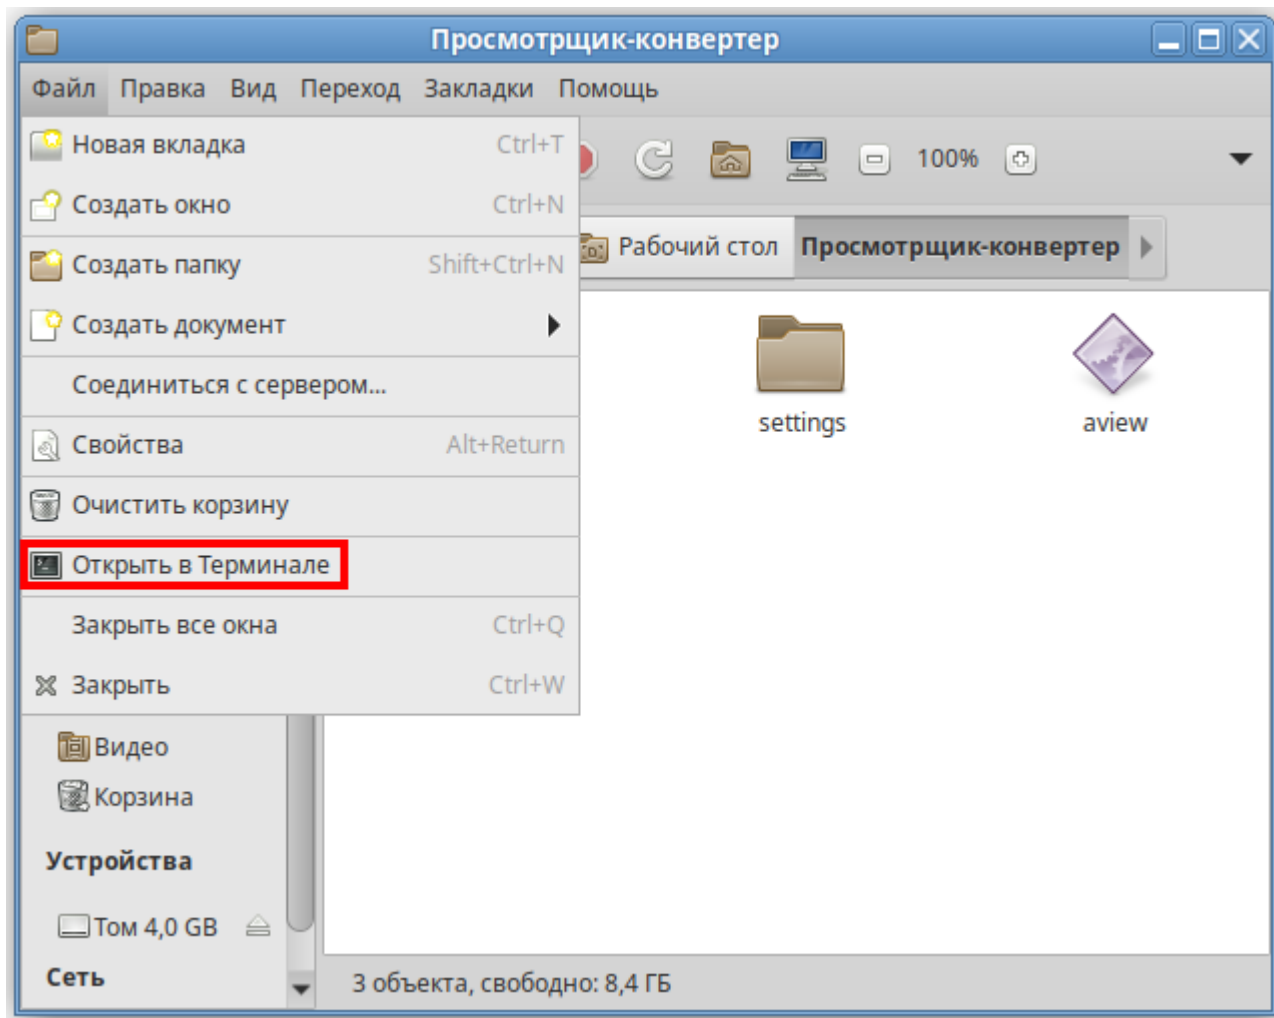 Просмотрщик-конвертер
Файл Правка Вид Переход Закладки Помощь
Новая вкладка Ctrl+T
100%
Создать окно Ctrl+N
Рабочий стол Просмотрщик-конвертер
Создать папку Shift+Ctrl+N
Создать документ
Соединиться с сервером...
settings aview
Свойства Alt+Return
Очистить корзину
Открыть в Терминале
Закрыть все окна Ctrl+Q
Закрыть Ctrl+W
Видео
Корзина
Устройства
Том 4,0 GB
Сеть
3 объекта, свободно: 8,4 ГБ